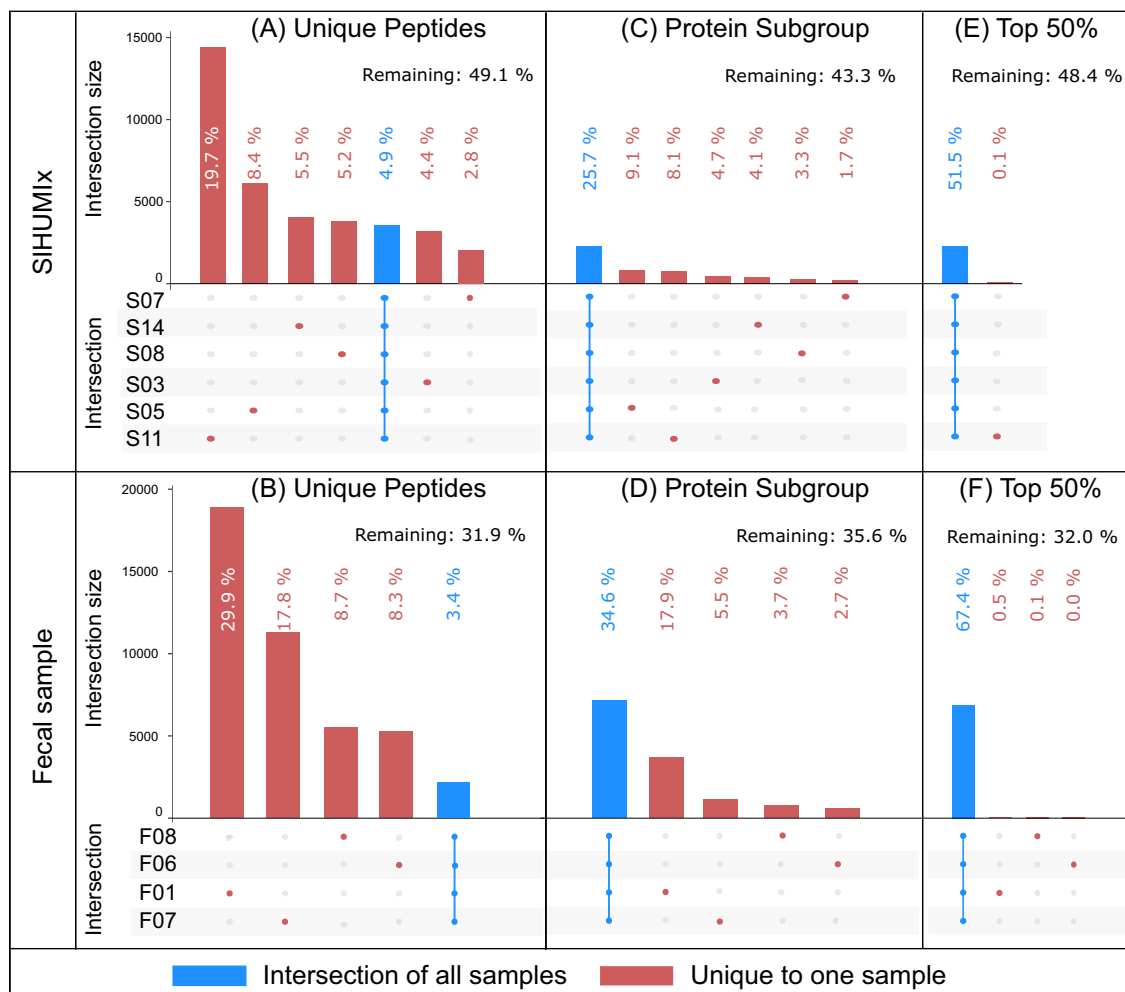 (A) Unique Peptides
(C) Protein Subgroup
(E) Top 50%
Remaining: 49.1 %
Remaining: 43.3 %
Remaining: 48.4 %
SIHUMIx
Intersection size
15000
10000
5000
0
19.7 %
8.4 %
5.5 %
5.2 %
4.9 %
4.4 %
2.8 %
25.7 %
9.1 %
8.1 %
4.7 %
4.1 %
3.3 %
1.7 %
51.5 %
0.1 %
Intersection
S07
S14
S08
S03
S05
S11
(B) Unique Peptides
(D) Protein Subgroup
(F) Top 50%
Remaining: 31.9 %
Remaining: 35.6 %
Remaining: 32.0 %
Fecal sample
Intersection size
20000
15000
10000
5000
0
29.9 %
17.8 %
8.7 %
8.3 %
3.4 %
34.6 %
17.9 %
5.5 %
3.7 %
2.7 %
67.4 %
0.5 %
0.1 %
0.0 %
Intersection
F08
F06
F01
F07
Intersection of all samples
Unique to one sample